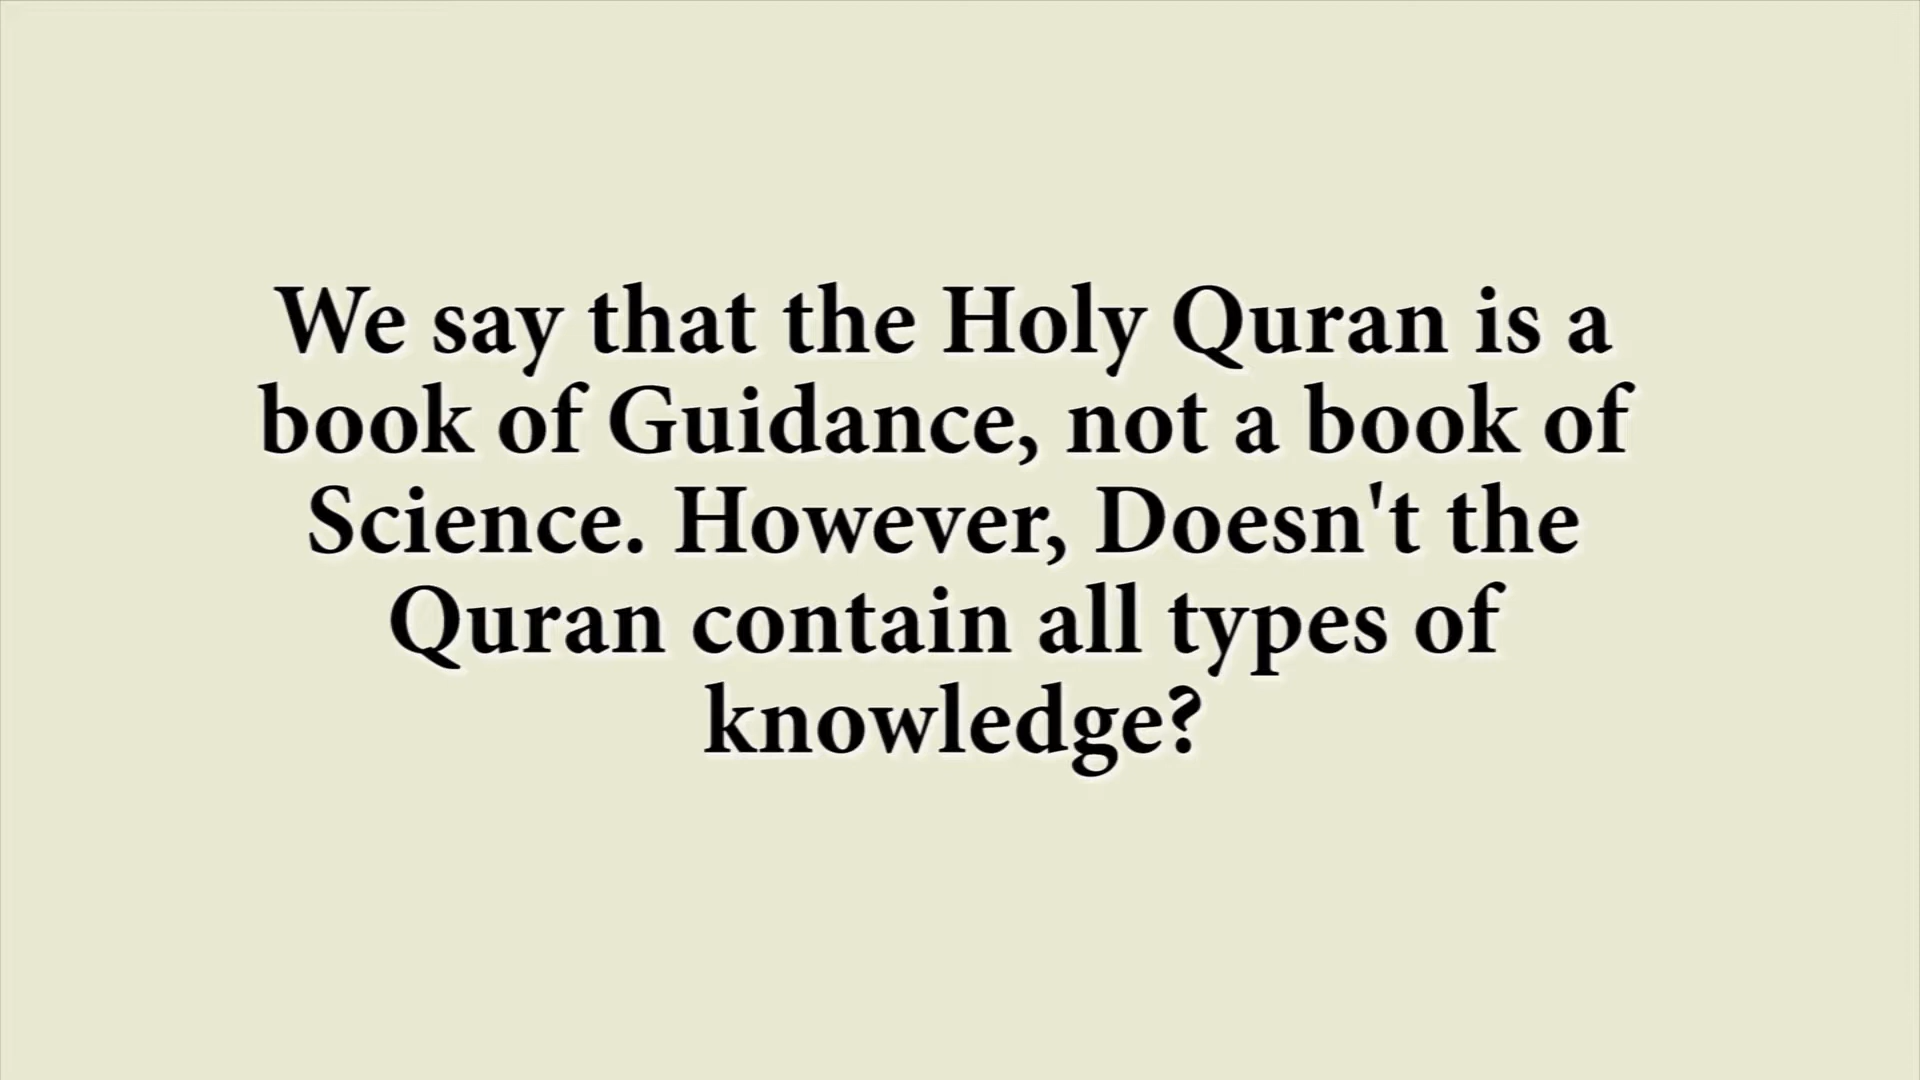 We say that the Holy Quran is a
book of Guidance, not a book of
Science. However, Doesn't the
Quran contain all types of
knowledge?